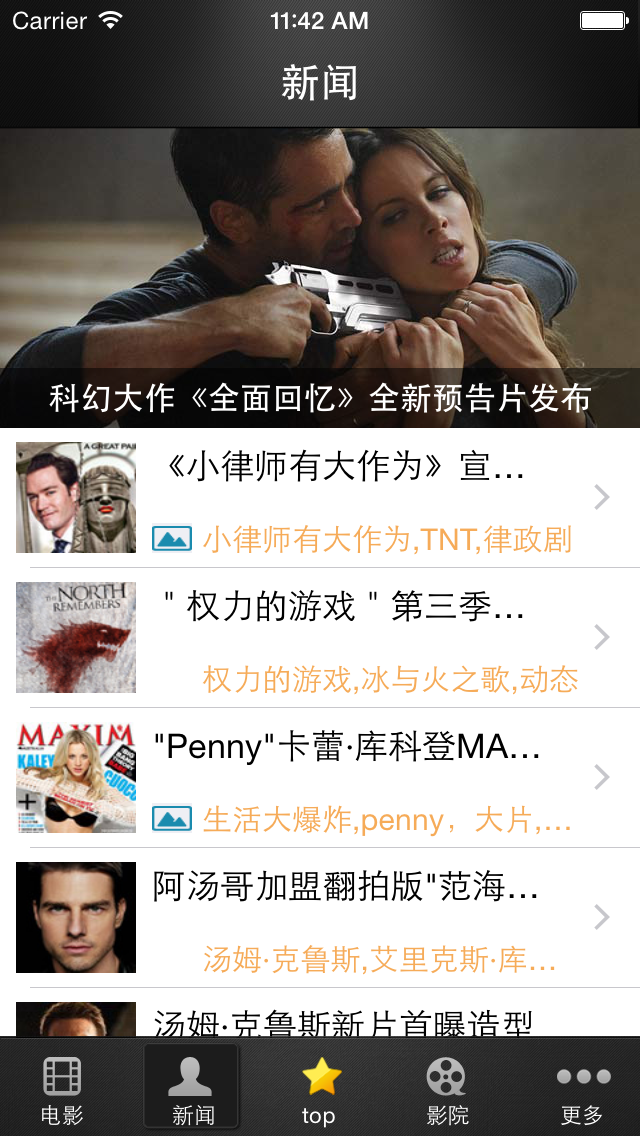 Carrier 11:42 AM
新闻
科幻大作《全面回忆》全新预告片发布
A GREAT PAI
《小律师有大作为》宣...
小律师有大作为,TNT,律政剧
THE NORTH
REMEMBERS
＂权力的游戏＂第三季...
权力的游戏,冰与火之歌,动态
MAXIM
KALEY
CUOCO
"Penny"卡蕾·库科登MA...
生活大爆炸,penny，大片,...
阿汤哥加盟翻拍版"范海...
汤姆·克鲁斯,艾里克斯·库...
汤姆·克鲁斯新片首曝造型
电影 新闻 top 影院 更多